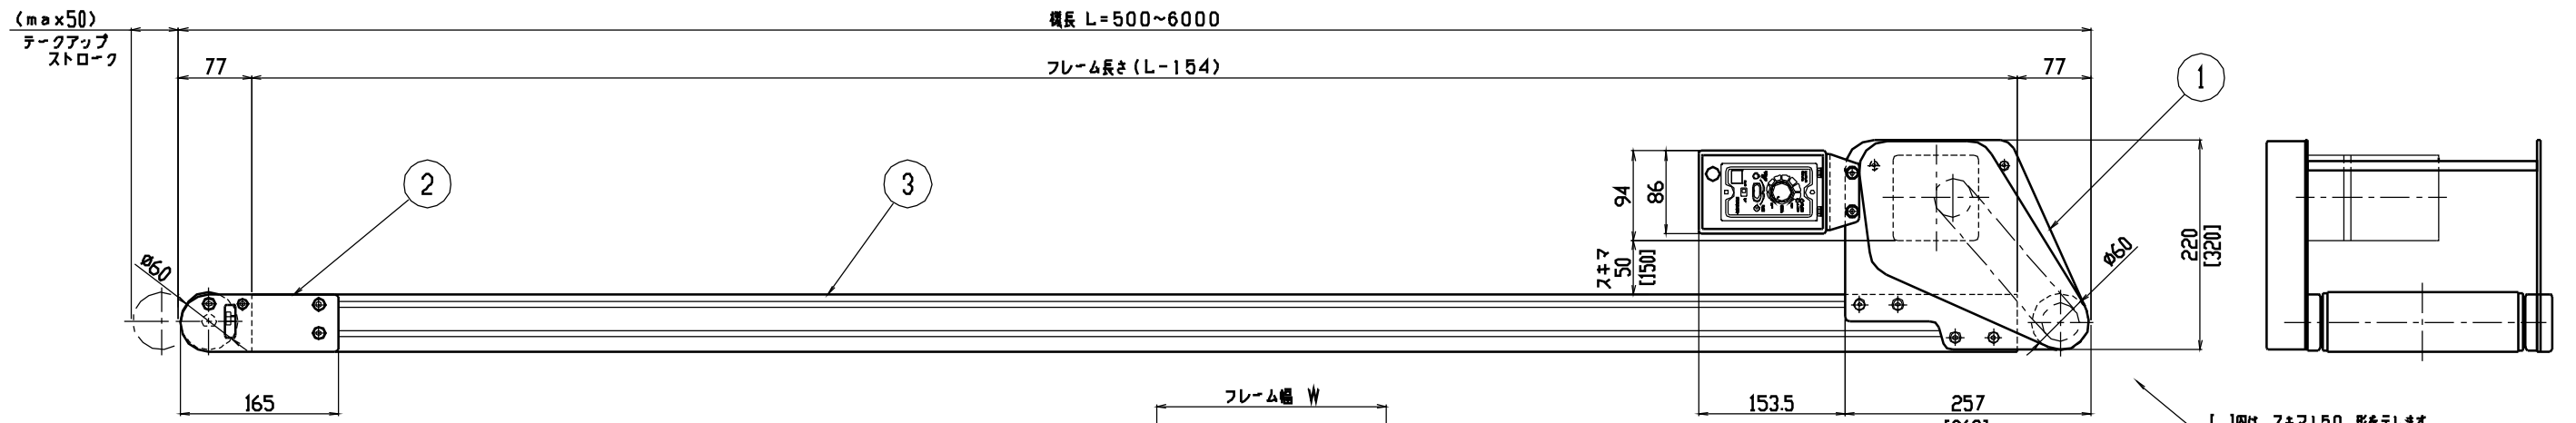 (max50)
テークアップ
ストローク
機長 L=500~6000
77
フレーム長さ(L-154)
77
1
2
3
94
86
スキマ
50
[150]
220
[320]
ø60
ø60
165
フレーム幅 W
153.5
257